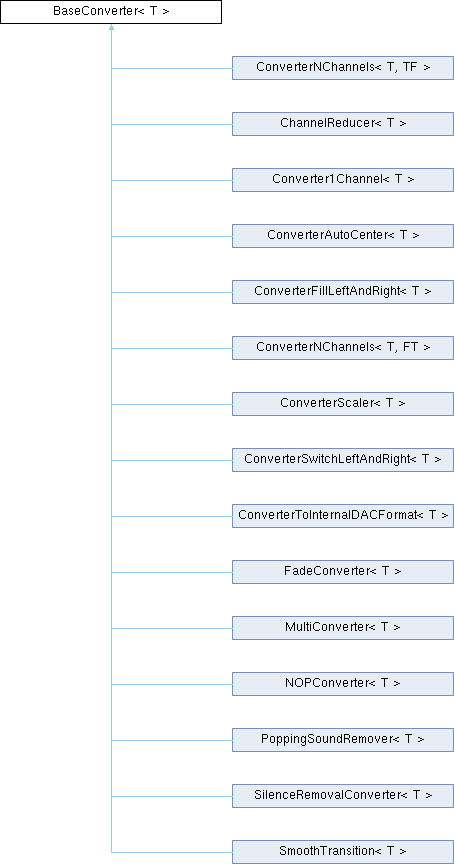 BaseConverter< T >
ConverterNChannels< T, TF >
ChannelReducer< T >
Converter1Channel< T >
ConverterAutoCenter< T >
ConverterFillLeftAndRight< T >
ConverterNChannels< T, FT >
ConverterScaler< T >
ConverterSwitchLeftAndRight< T >
ConverterToInternalDACFormat< T >
FadeConverter< T >
MultiConverter< T >
NOPConverter< T >
PoppingSoundRemover< T >
SilenceRemovalConverter< T >
SmoothTransition< T >